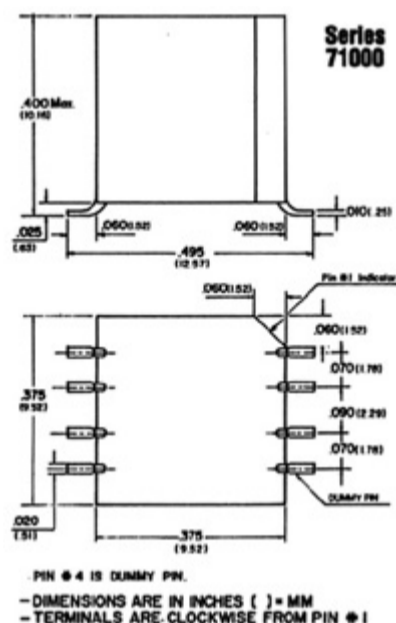 Series
71000
.400 Max.
(10.16)
.025
(.63)
.060(1.52)
.060(1.52)
.010(.25)
.495
(12.57)
.060(1.52)
Pin #1 Indicator
.060(1.52)
.070(1.78)
.375
(9.52)
.090(2.29)
.070(1.78)
.020
(.51)
DUMMY PIN
.375
(9.52)
PIN #4 IS DUMMY PIN.
-DIMENSIONS ARE IN INCHES ( )= MM
-TERMINALS ARE CLOCKWISE FROM PIN #1